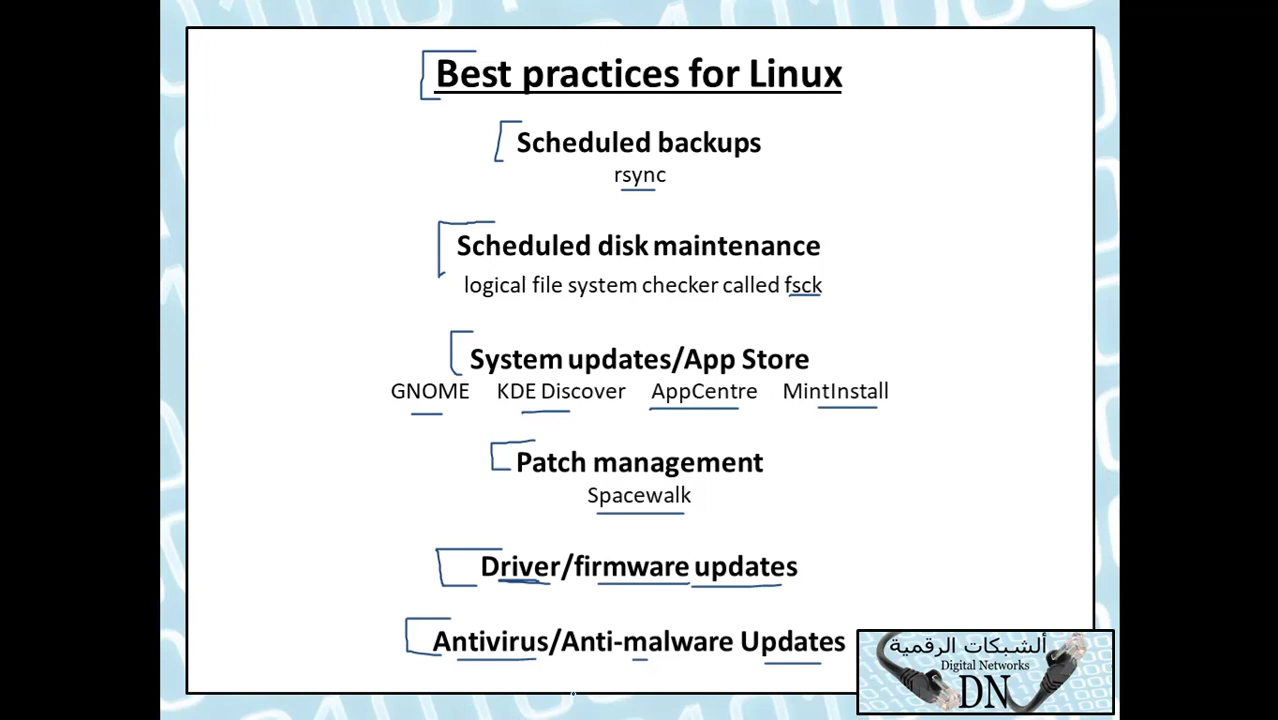 Best practices for Linux
Scheduled backups
rsync
Scheduled disk maintenance
logical file system checker called fsck
System updates/App Store
GNOME KDE Discover AppCentre MintInstall
Patch management
Spacewalk
Driver/firmware updates
Antivirus/Anti-malware Updates
ألشبكات الرقمية
Digital Networks
DN